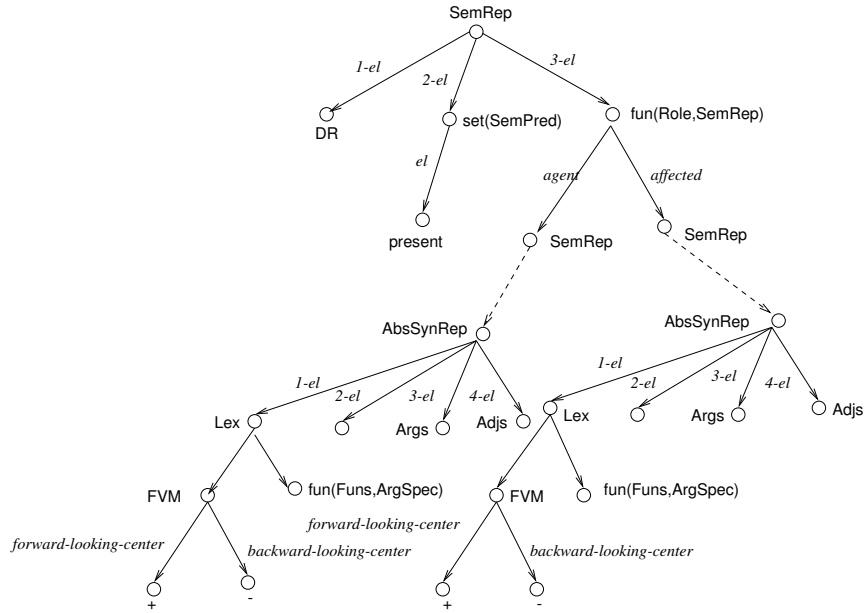 SemRep
1-el
2-el
3-el
DR
set(SemPred)
fun(Role,SemRep)
el
agent
affected
present
SemRep
SemRep
AbsSynRep
AbsSynRep
1-el
2-el
3-el
4-el
1-el
2-el
3-el
4-el
Lex
Args
Adjs
Lex
Args
Adjs
FVM
fun(Funs,ArgSpec)
FVM
fun(Funs,ArgSpec)
forward-looking-center
backward-looking-center
forward-looking-center
backward-looking-center
+
-
+
-